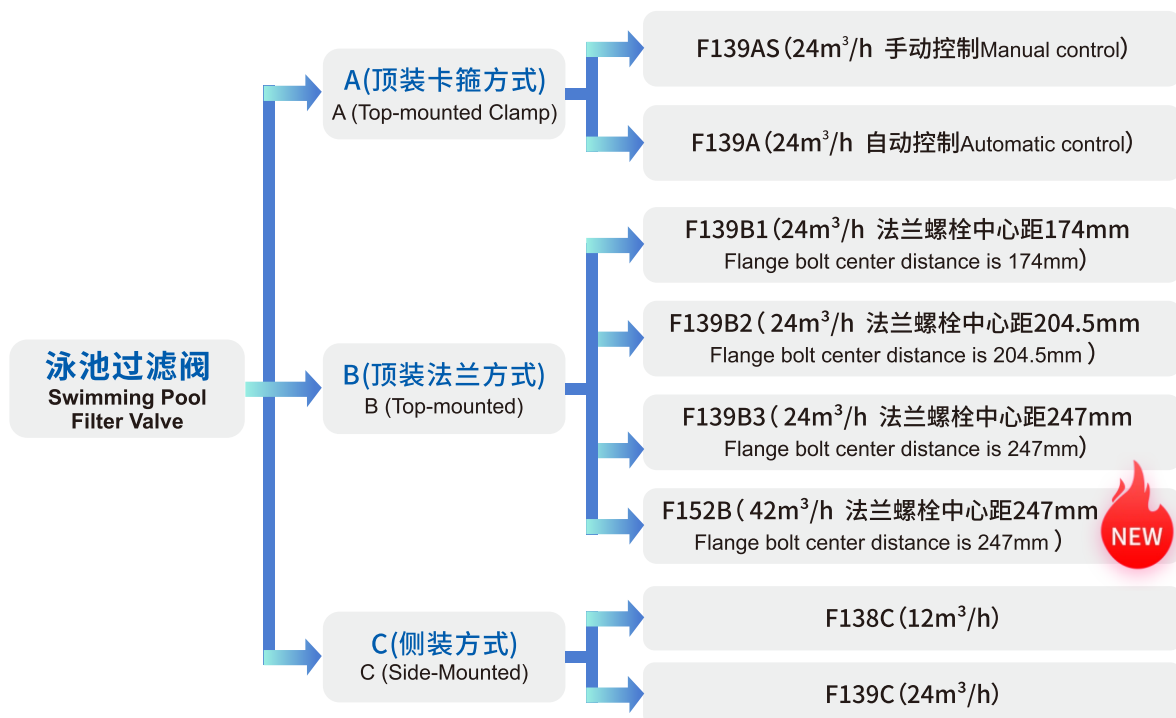 泳池过滤阀
Swimming Pool
Filter Valve
A(顶装卡箍方式)
A (Top-mounted Clamp)
F139AS(24m³/h 手动控制Manual control)
F139A(24m³/h 自动控制Automatic control)
B(顶装法兰方式)
B (Top-mounted)
F139B1(24m³/h 法兰螺栓中心距174mm
Flange bolt center distance is 174mm)
F139B2( 24m³/h 法兰螺栓中心距204.5mm
Flange bolt center distance is 204.5mm )
F139B3( 24m³/h 法兰螺栓中心距247mm
Flange bolt center distance is 247mm)
F152B( 42m³/h 法兰螺栓中心距247mm
Flange bolt center distance is 247mm )
NEW
C(侧装方式)
C (Side-Mounted)
F138C(12m³/h)
F139C(24m³/h)